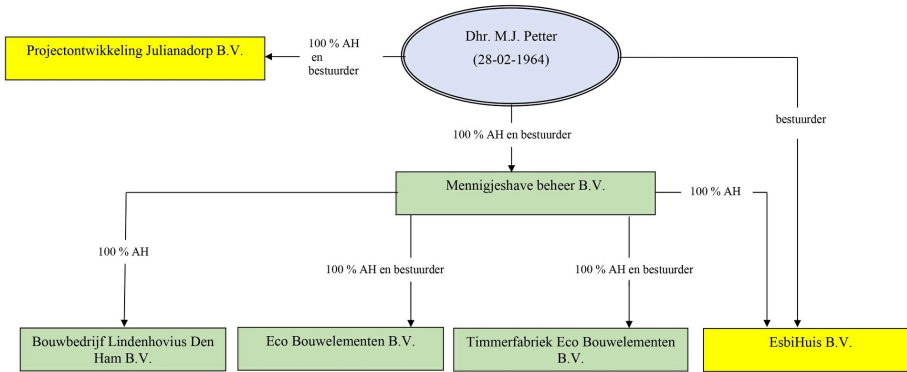 Dhr. M.J. Petter
(28-02-1964)
Projectontwikkeling Julianadorp B.V.
100 % AH
en
bestuurder
bestuurder
100 % AH en bestuurder
Mennigjeshave beheer B.V.
100 % AH
100 % AH
100 % AH en bestuurder
100 % AH en bestuurder
Bouwbedrijf Lindenhovius Den
Ham B.V.
Eco Bouwelementen B.V.
Timmerfabriek Eco Bouwelementen
B.V.
EsbiHuis B.V.